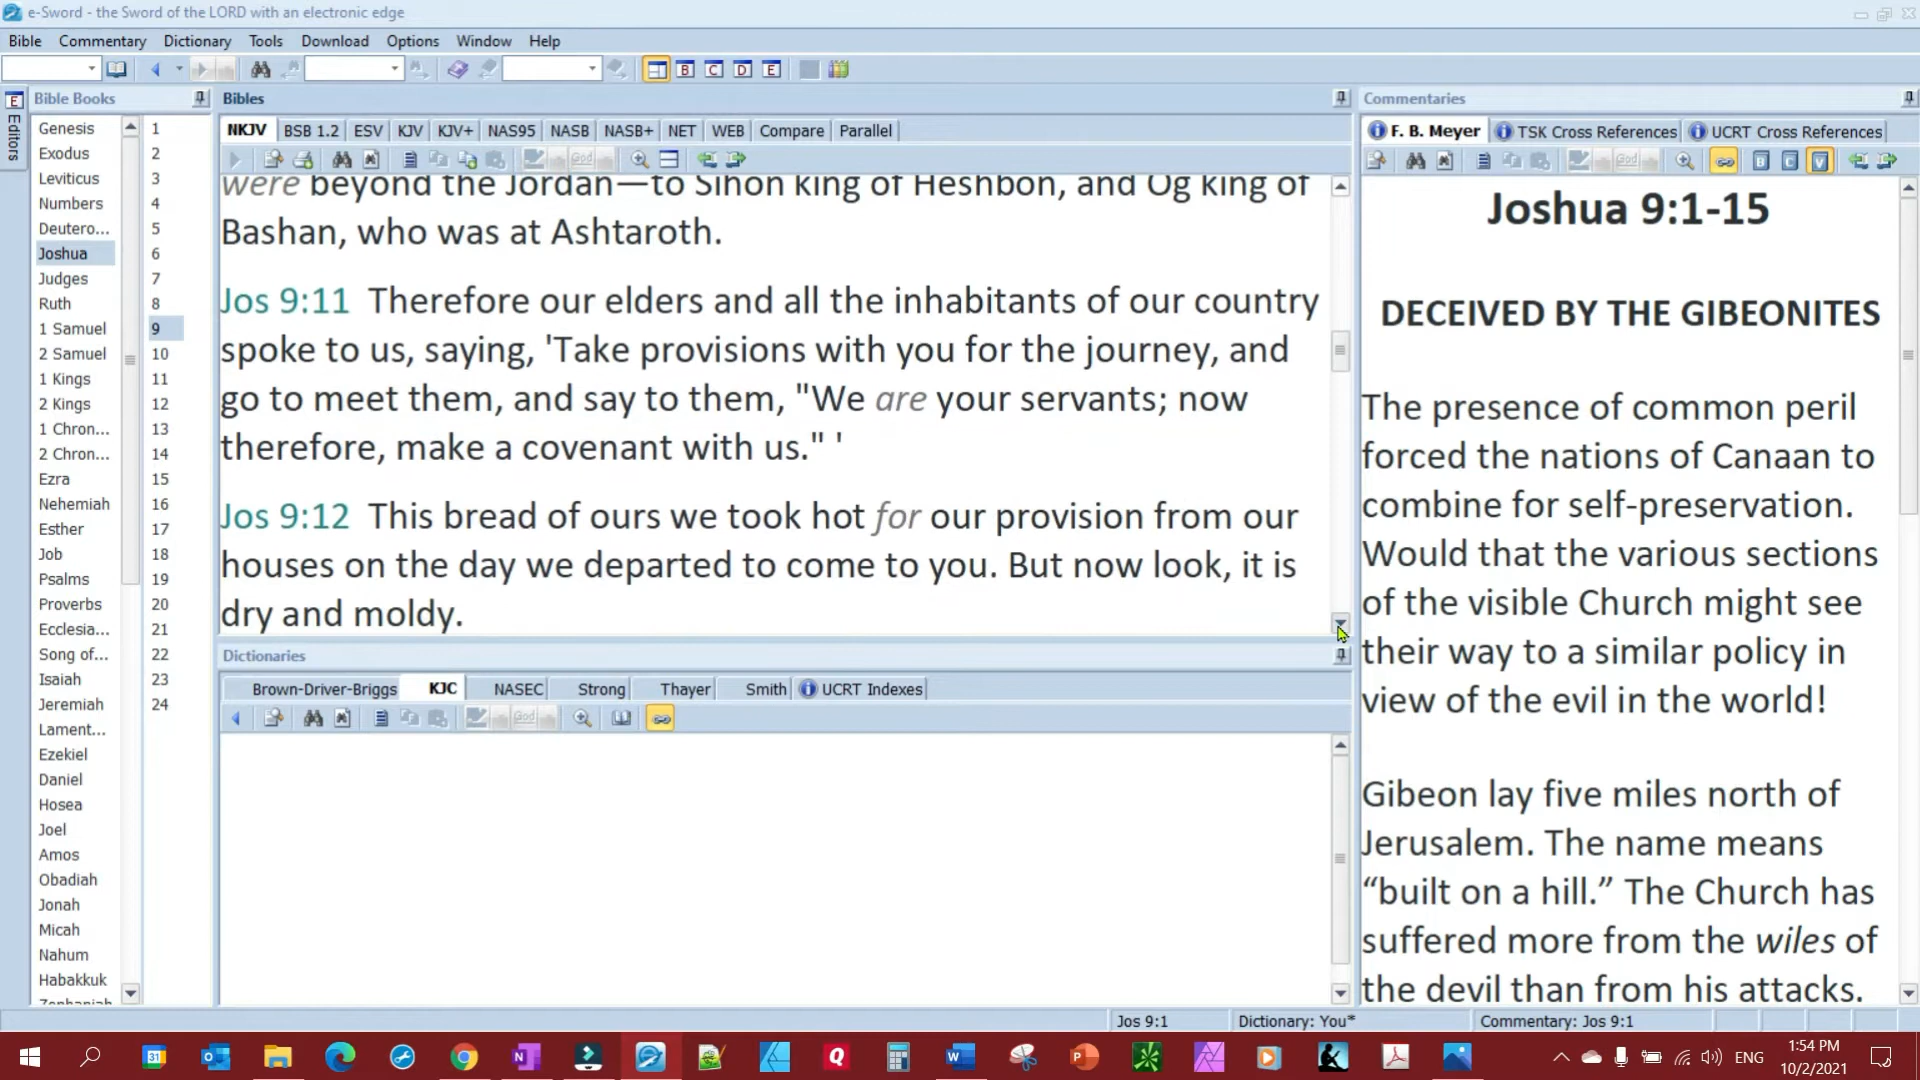 e-Sword - the Sword of the LORD with an electronic edge
Bible Commentary Dictionary Tools Download Options Window Help
B C D E
Editors
Bible Books
Genesis
Exodus
Leviticus
Numbers
Deutero...
Joshua
Judges
Ruth
1 Samuel
2 Samuel
1 Kings
2 Kings
1 Chron...
2 Chron...
Ezra
Nehemiah
Esther
Job
Psalms
Proverbs
Ecclesia...
Song of...
Isaiah
Jeremiah
Lament...
Ezekiel
Daniel
Hosea
Joel
Amos
Obadiah
Jonah
Micah
Nahum
Habakkuk
Zephaniah
1
2
3
4
5
6
7
8
9
10
11
12
13
14
15
16
17
18
19
20
21
22
23
24
Bibles
NKJV BSB 1.2 ESV KJV KJV+ NAS95 NASB NASB+ NET WEB Compare Parallel
God
were beyond the Jordan—to Sihon king of Heshbon, and Og king of
Bashan, who was at Ashtaroth.
Jos 9:11 Therefore our elders and all the inhabitants of our country
spoke to us, saying, 'Take provisions with you for the journey, and
go to meet them, and say to them, "We are your servants; now
therefore, make a covenant with us." '
Jos 9:12 This bread of ours we took hot for our provision from our
houses on the day we departed to come to you. But now look, it is
dry and moldy.
Dictionaries
Brown-Driver-Briggs KJC NASEC Strong Thayer Smith UCRT Indexes
God
Commentaries
F. B. Meyer TSK Cross References UCRT Cross References
God B C V
Joshua 9:1-15
DECEIVED BY THE GIBEONITES
The presence of common peril
forced the nations of Canaan to
combine for self-preservation.
Would that the various sections
of the visible Church might see
their way to a similar policy in
view of the evil in the world!
Gibeon lay five miles north of
Jerusalem. The name means
“built on a hill.” The Church has
suffered more from the wiles of
the devil than from his attacks.
Jos 9:1 Dictionary: You* Commentary: Jos 9:1
ENG
1:54 PM
10/2/2021